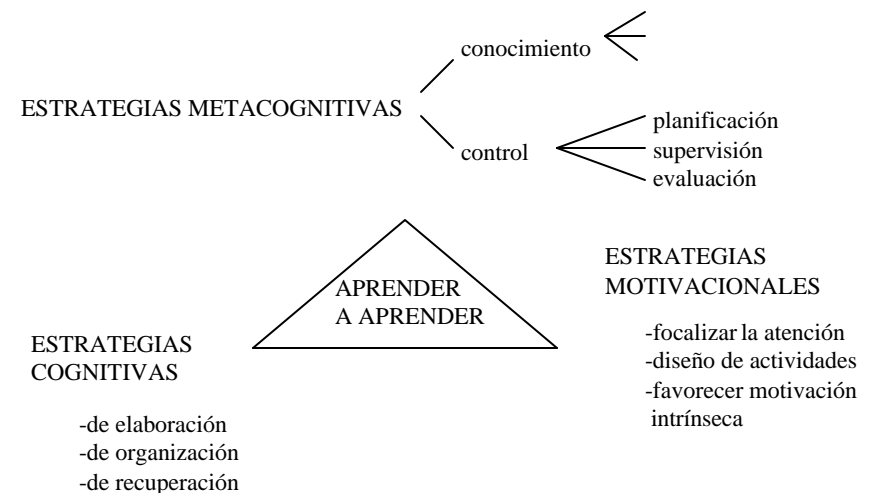 conocimiento
ESTRATEGIAS METACOGNITIVAS
control
planificación
supervisión
evaluación
APRENDER
A APRENDER
ESTRATEGIAS
MOTIVACIONALES
-focalizar la atención
-diseño de actividades
-favorecer motivación
intrínseca
ESTRATEGIAS
COGNITIVAS
-de elaboración
-de organización
-de recuperación